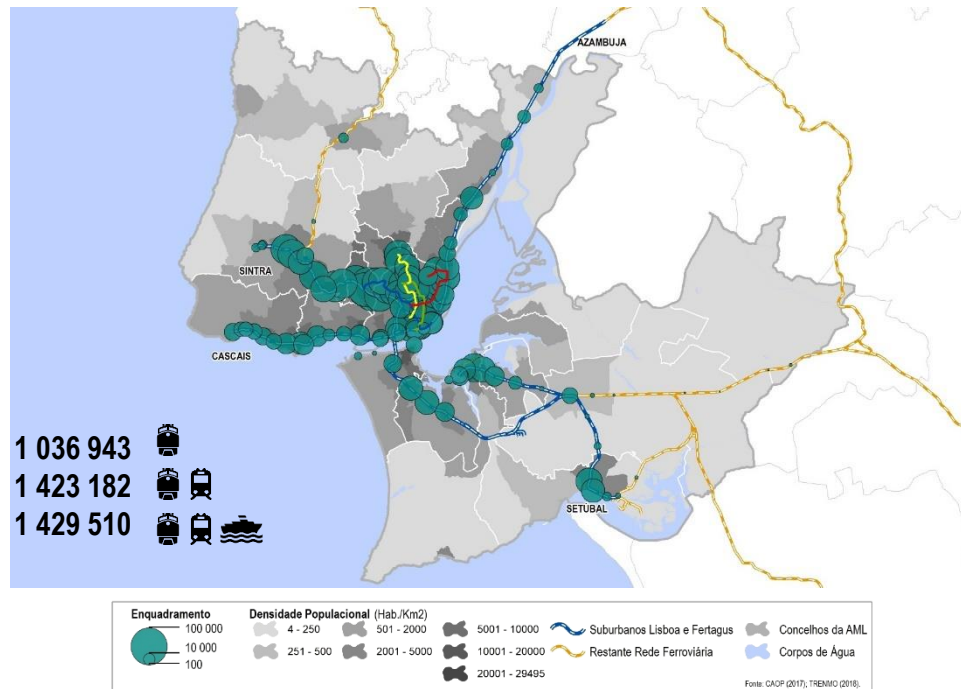 AZAMBUJA
SINTRA
CASCAIS
1 036 943
1 423 182
1 429 510
SETÚBAL
Enquadramento
100 000
10 000
100
Densidade Populacional (Hab./Km2)
4 - 250
251 - 500
501 - 2000
2001 - 5000
5001 - 10000
10001 - 20000
20001 - 29495
Suburbanos Lisboa e Fertagus
Restante Rede Ferroviária
Concelhos da AML
Corpos de Água
Fonte: CAOP (2017); TRENMO (2018).